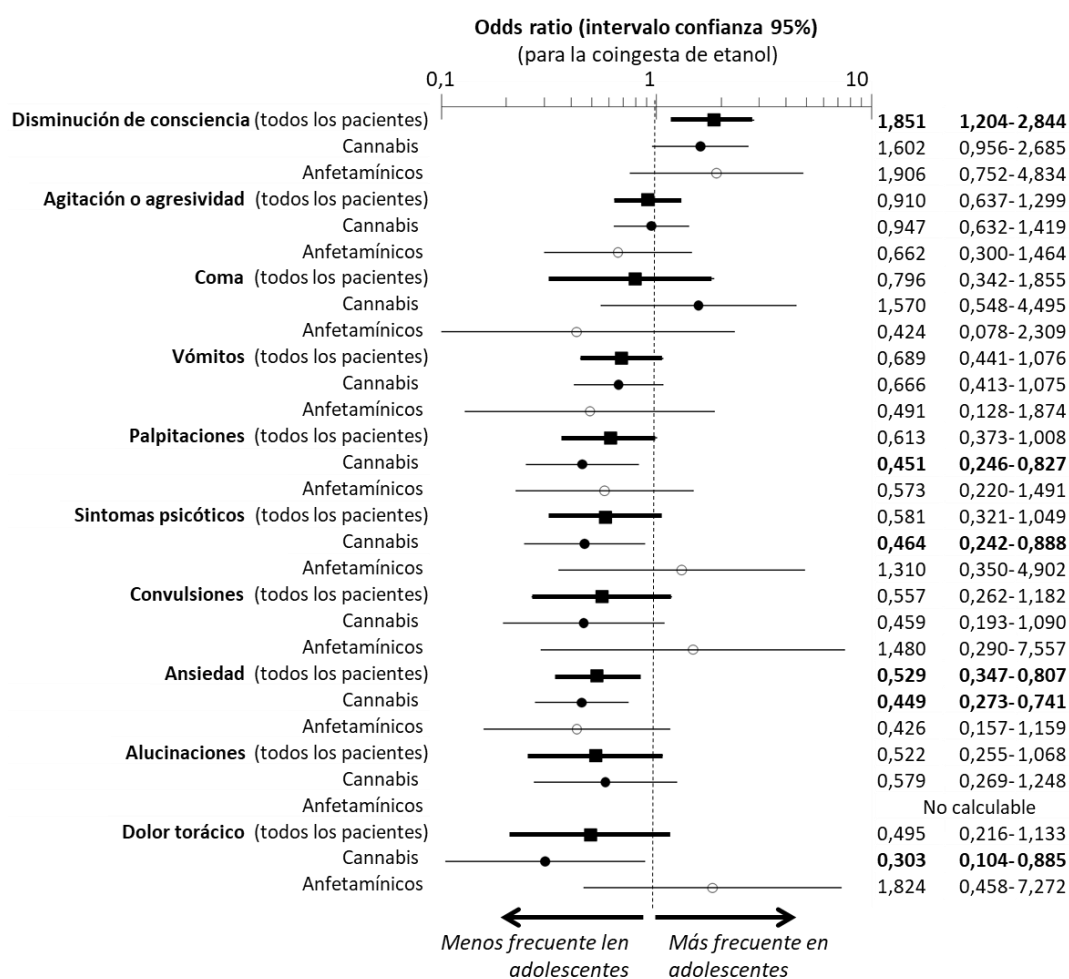 Odds ratio (intervalo confianza 95%)
(para la coingesta de etanol)
0,1 1 10
Disminución de consciencia (todos los pacientes) 1,851 1,204-2,844
Cannabis 1,602 0,956-2,685
Anfetamínicos 1,906 0,752-4,834
Agitación o agresividad (todos los pacientes) 0,910 0,637-1,299
Cannabis 0,947 0,632-1,419
Anfetamínicos 0,662 0,300-1,464
Coma (todos los pacientes) 0,796 0,342-1,855
Cannabis 1,570 0,548-4,495
Anfetamínicos 0,424 0,078-2,309
Vómitos (todos los pacientes) 0,689 0,441-1,076
Cannabis 0,666 0,413-1,075
Anfetamínicos 0,491 0,128-1,874
Palpitaciones (todos los pacientes) 0,613 0,373-1,008
Cannabis 0,451 0,246-0,827
Anfetamínicos 0,573 0,220-1,491
Sintomas psicóticos (todos los pacientes) 0,581 0,321-1,049
Cannabis 0,464 0,242-0,888
Anfetamínicos 1,310 0,350-4,902
Convulsiones (todos los pacientes) 0,557 0,262-1,182
Cannabis 0,459 0,193-1,090
Anfetamínicos 1,480 0,290-7,557
Ansiedad (todos los pacientes) 0,529 0,347-0,807
Cannabis 0,449 0,273-0,741
Anfetamínicos 0,426 0,157-1,159
Alucinaciones (todos los pacientes) 0,522 0,255-1,068
Cannabis 0,579 0,269-1,248
Anfetamínicos No calculable
Dolor torácico (todos los pacientes) 0,495 0,216-1,133
Cannabis 0,303 0,104-0,885
Anfetamínicos 1,824 0,458-7,272
Menos frecuente len Más frecuente en
adolescentes adolescentes